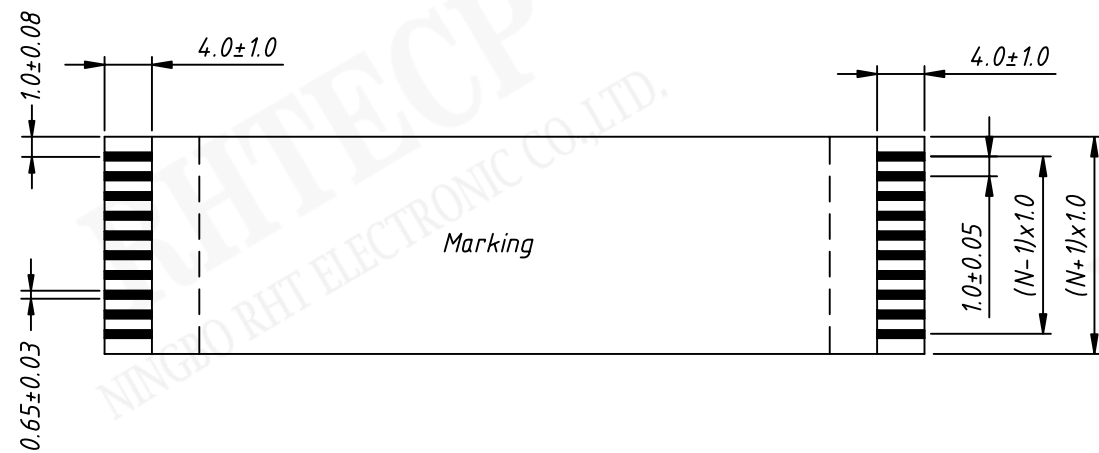 1.0±0.08
4.0±1.0
4.0±1.0
RHTECP
NINGBO RHT ELECTRONIC CO.,LTD.
Marking
1.0±0.05
(N-1)x1.0
(N+1)x1.0
0.65±0.03